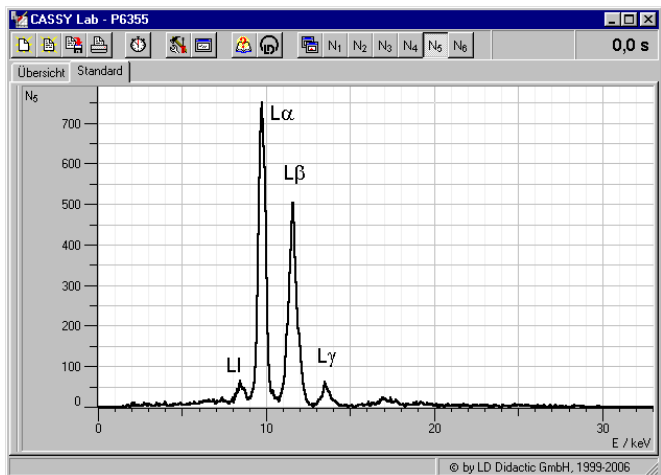 CASSY Lab - P6355
N₁ N₂ N₃ N₄ N₅ N₆ 0,0 s
Übersicht Standard
N₅
700
600
500
400
300
200
100
0
Lα
Lβ
Ll
Lγ
0 10 20 30
E / keV
© by LD Didactic GmbH, 1999-2006